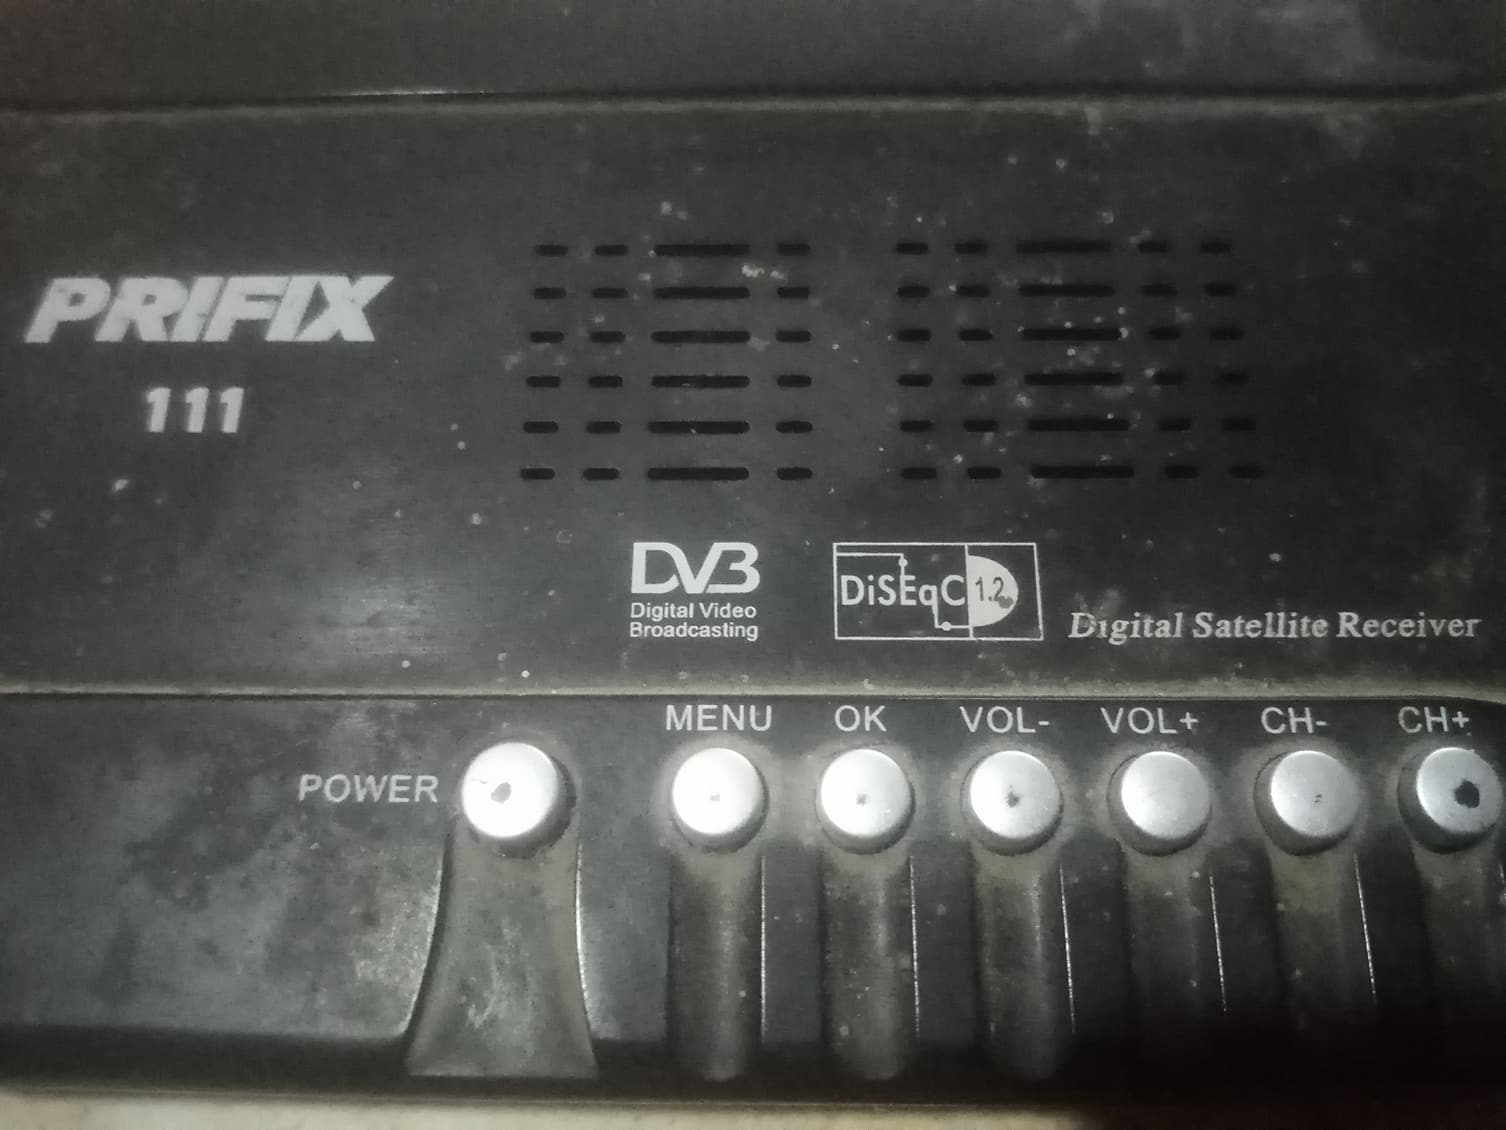 PRIFIX
111
DVB
Digital Video
Broadcasting
DiSEqC 1.2
Digital Satellite Receiver
POWER
MENU OK VOL- VOL+ CH- CH+